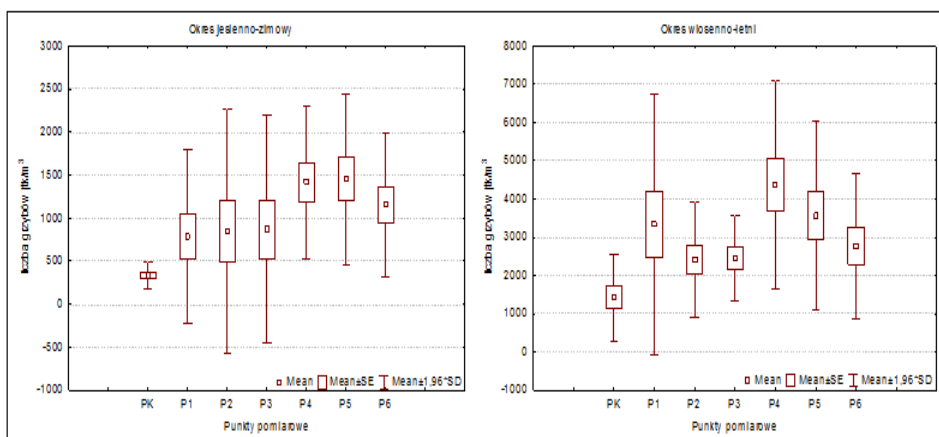 Okres jesienno-zimowy
3000
2500
2000
1500
1000
500
0
-500
-1000
liczba grzybów jtk/m³
PK P1 P2 P3 P4 P5 P6
Punkty pomiarowe
Mean Mean±SE Mean±1,96*SD
Okres wiosenno-letni
8000
7000
6000
5000
4000
3000
2000
1000
0
-1000
liczba grzybów jtk/m³
PK P1 P2 P3 P4 P5 P6
Punkty pomiarowe
Mean Mean±SE Mean±1,96*SD